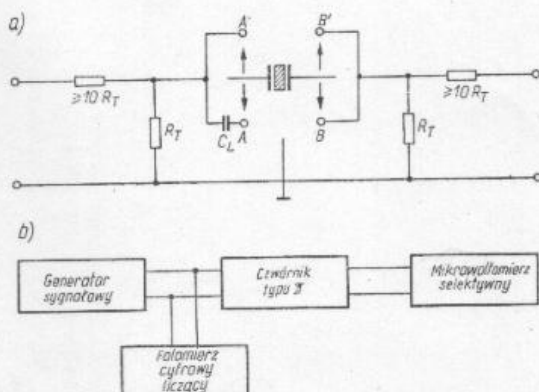 a)
A'
B'
≥10 R_T
≥10 R_T
R_T
C_L
A
B
R_T
b)
Generator
sygnałowy
Czwórnik
typu π
Mikrowoltomierz
selektywny
Falomierz
cyfrowy
liczący